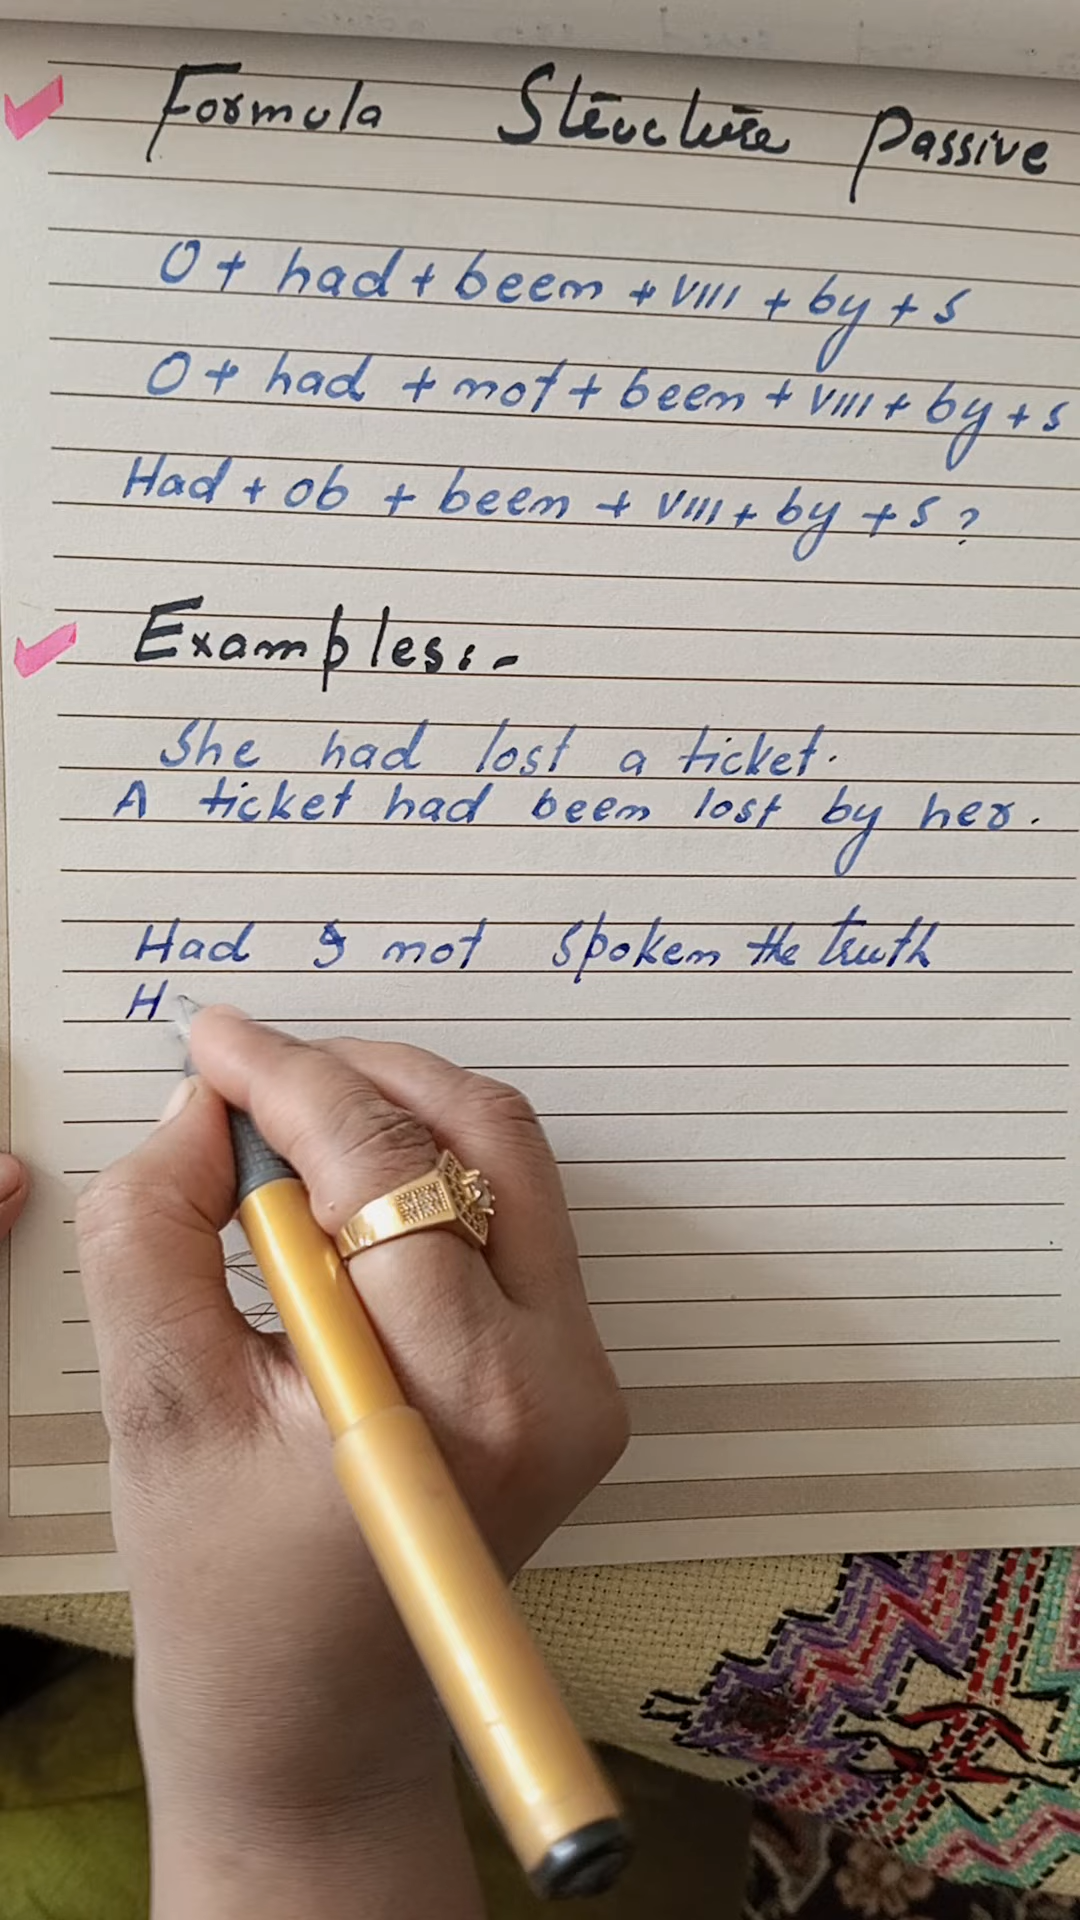 Formula Structure Passive
O + had + been + VIII + by + S
O + had + not + been + VIII + by + S
Had + ob + been + VIII + by + S ?
Examples:-
She had lost a ticket.
A ticket had been lost by her.
Had I not spoken the truth
H